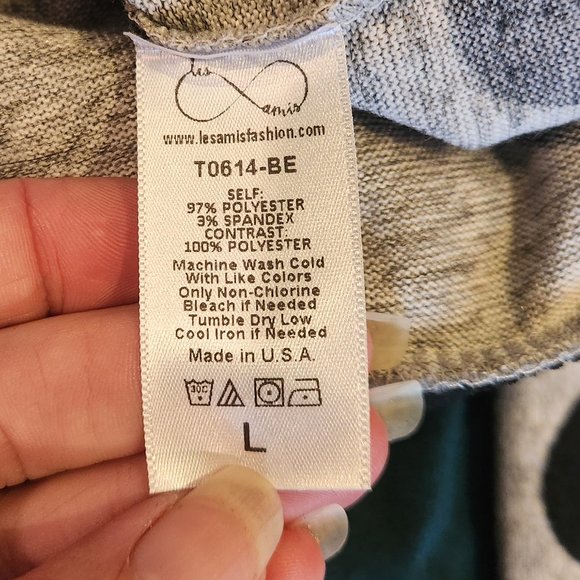 les
amis
www.lesamisfashion.com
T0614-BE
SELF:
97% POLYESTER
3% SPANDEX
CONTRAST:
100% POLYESTER
Machine Wash Cold
With Like Colors
Only Non-Chlorine
Bleach if Needed
Tumble Dry Low
Cool Iron if Needed
Made in U.S.A.
30C
L